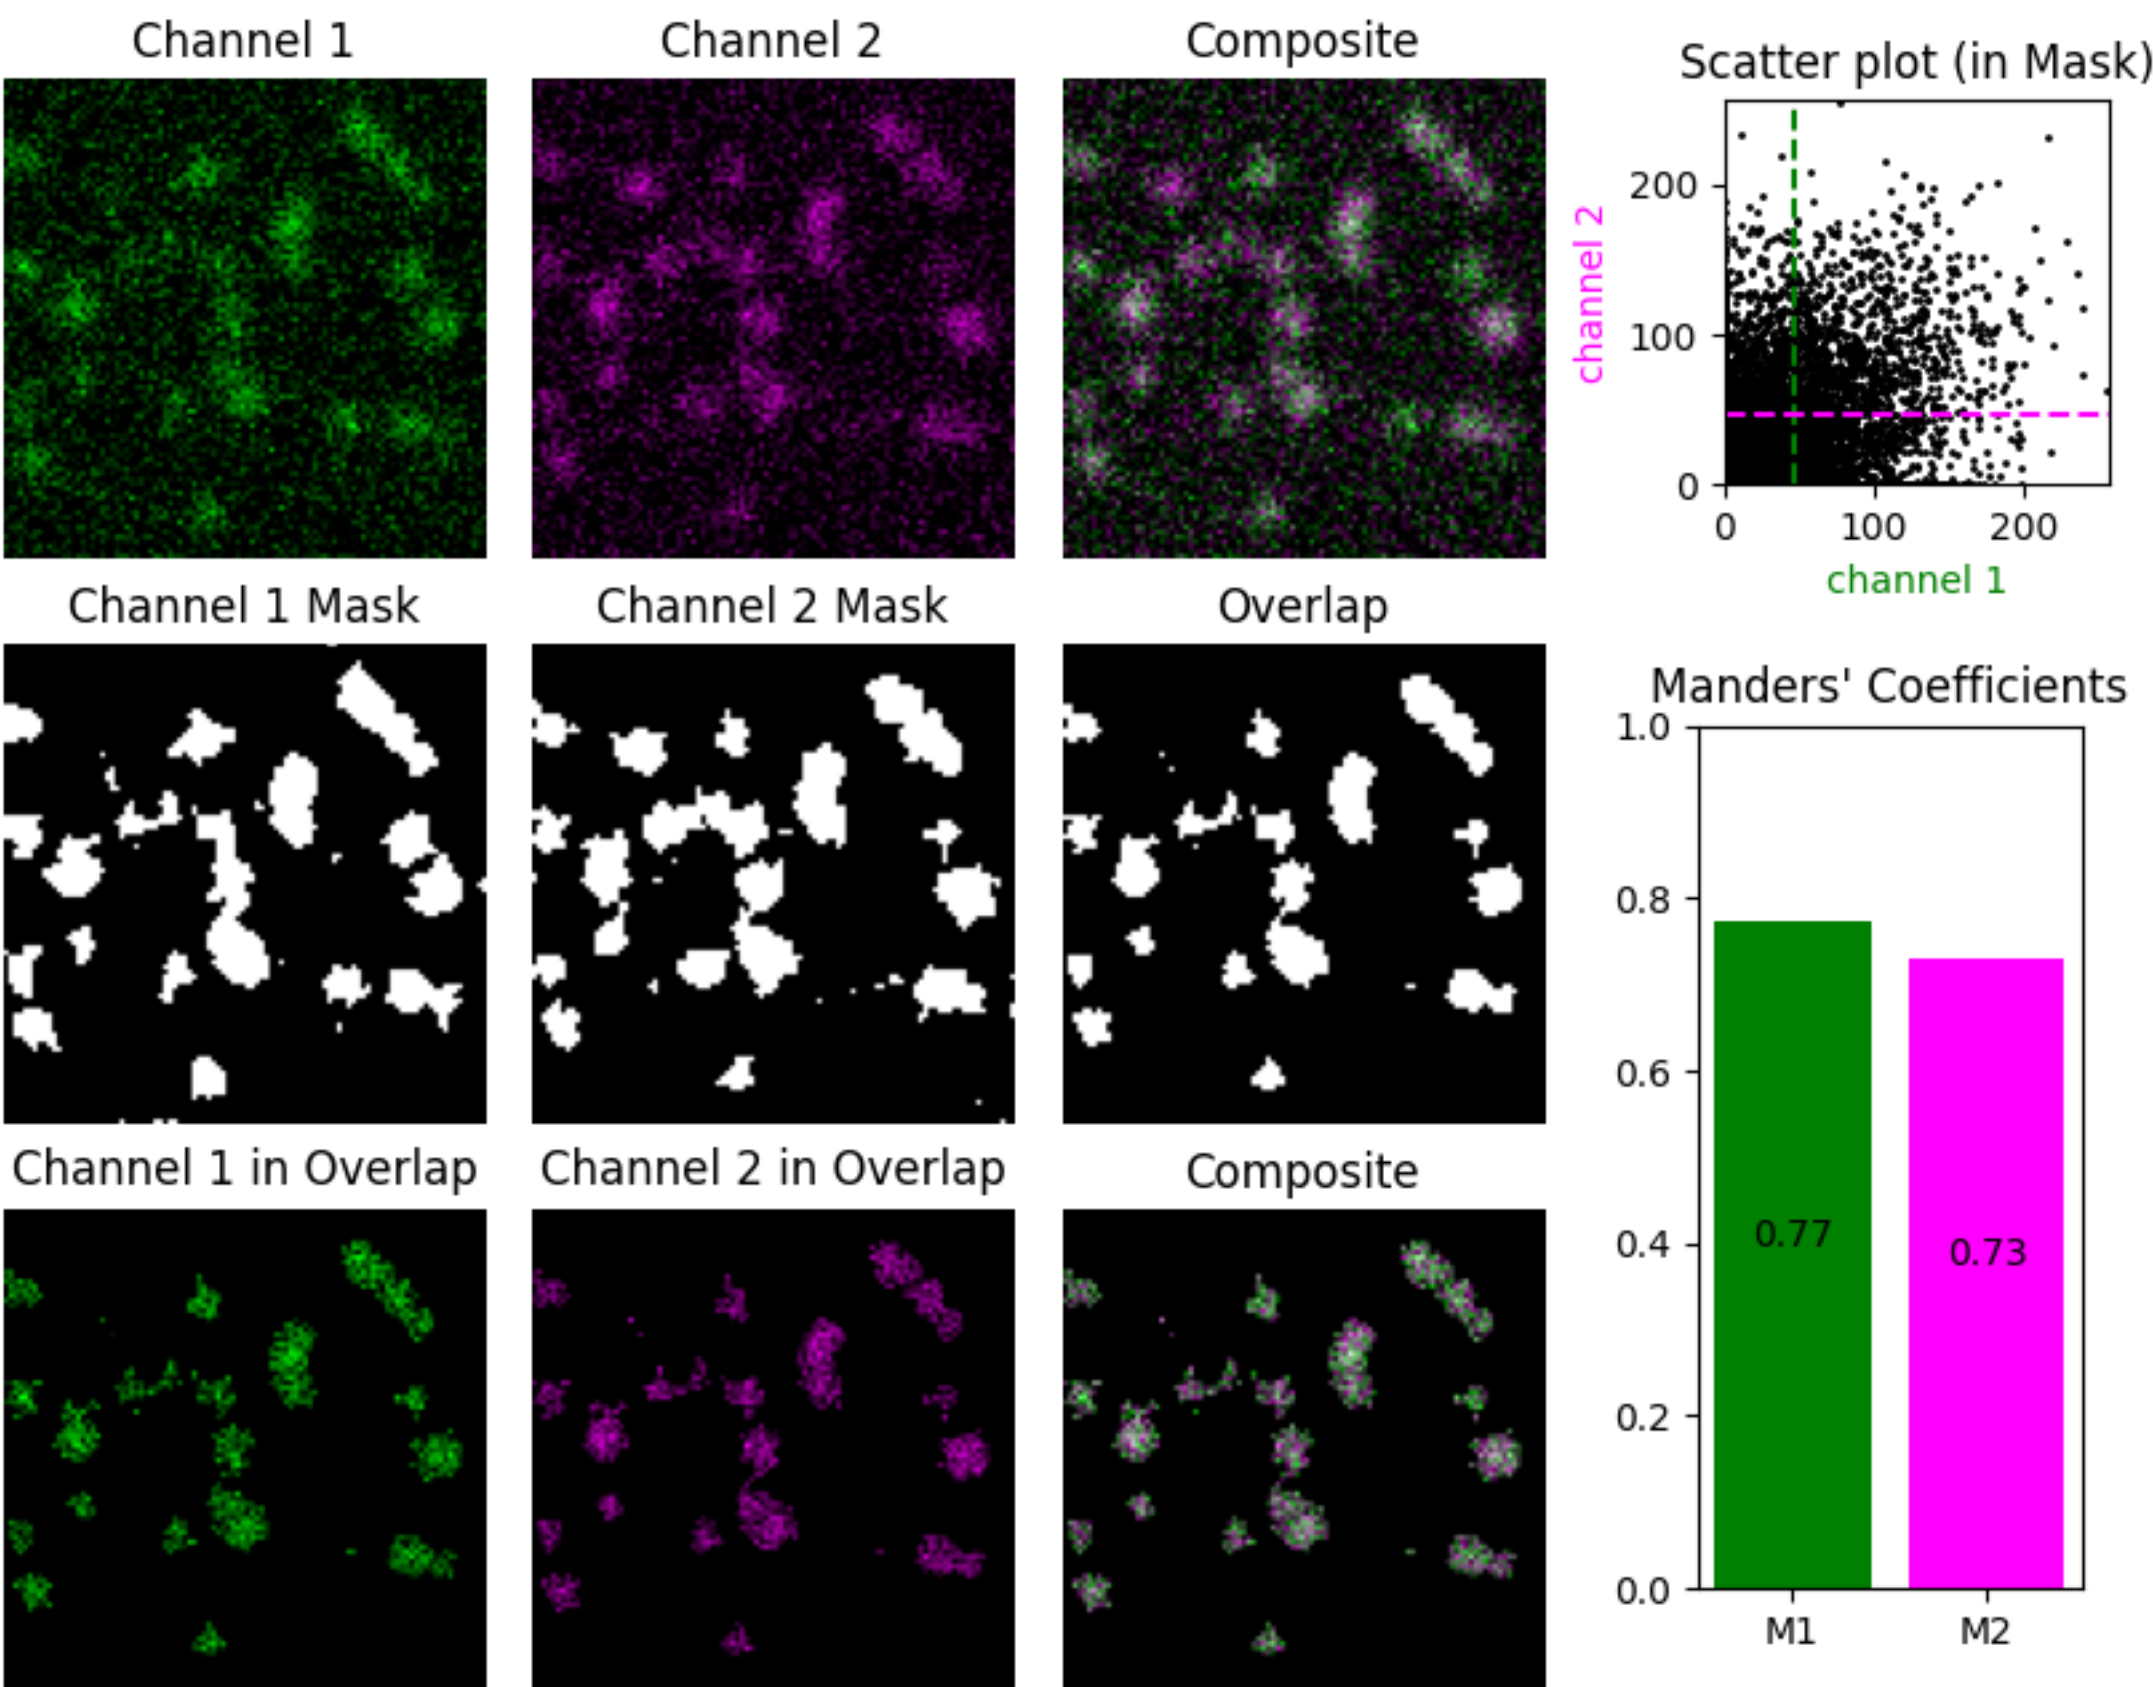 Channel 1
Channel 2
Composite
Scatter plot (in Mask)
channel 2
200
100
0
0
100
200
channel 1
Channel 1 Mask
Channel 2 Mask
Overlap
Manders' Coefficients
1.0
0.8
0.6
0.4
0.2
0.0
0.77
0.73
M1
M2
Channel 1 in Overlap
Channel 2 in Overlap
Composite